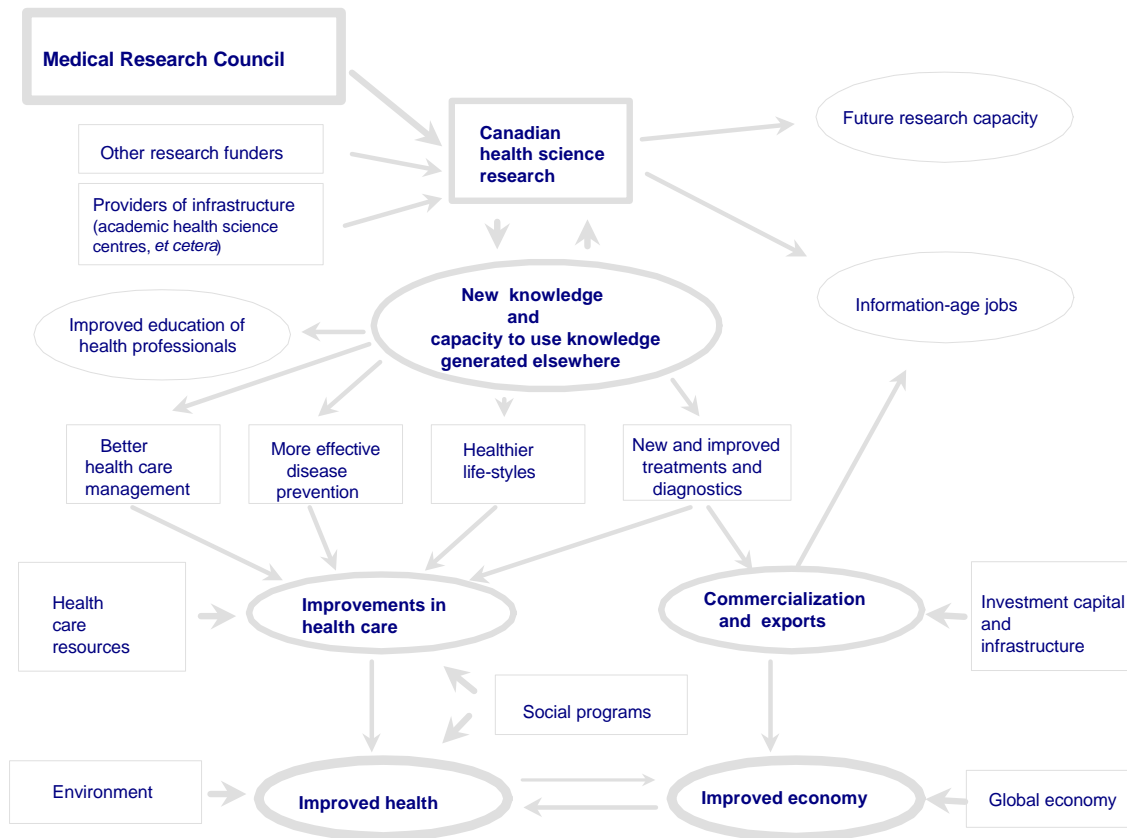 Medical Research Council
Canadian
health science
research
Future research capacity
Other research funders
Providers of infrastructure
(academic health science
centres, et cetera)
New knowledge
and
capacity to use knowledge
generated elsewhere
Information-age jobs
Improved education of
health professionals
Better
health care
management
More effective
disease
prevention
Healthier
life-styles
New and improved
treatments and
diagnostics
Health
care
resources
Improvements in
health care
Commercialization
and exports
Investment capital
and
infrastructure
Social programs
Environment
Improved health
Improved economy
Global economy